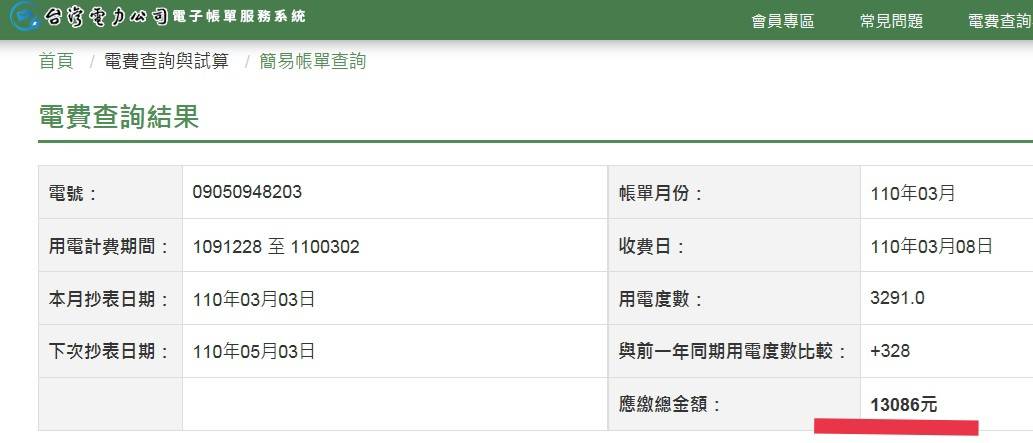 台灣電力公司電子帳單服務系統
會員專區 常見問題 電費查詢
首頁 / 電費查詢與試算 / 簡易帳單查詢
電費查詢結果
電號： 09050948203 帳單月份： 110年03月
用電計費期間： 1091228 至 1100302 收費日： 110年03月08日
本月抄表日期： 110年03月03日 用電度數： 3291.0
下次抄表日期： 110年05月03日 與前一年同期用電度數比較： +328
應繳總金額： 13086元